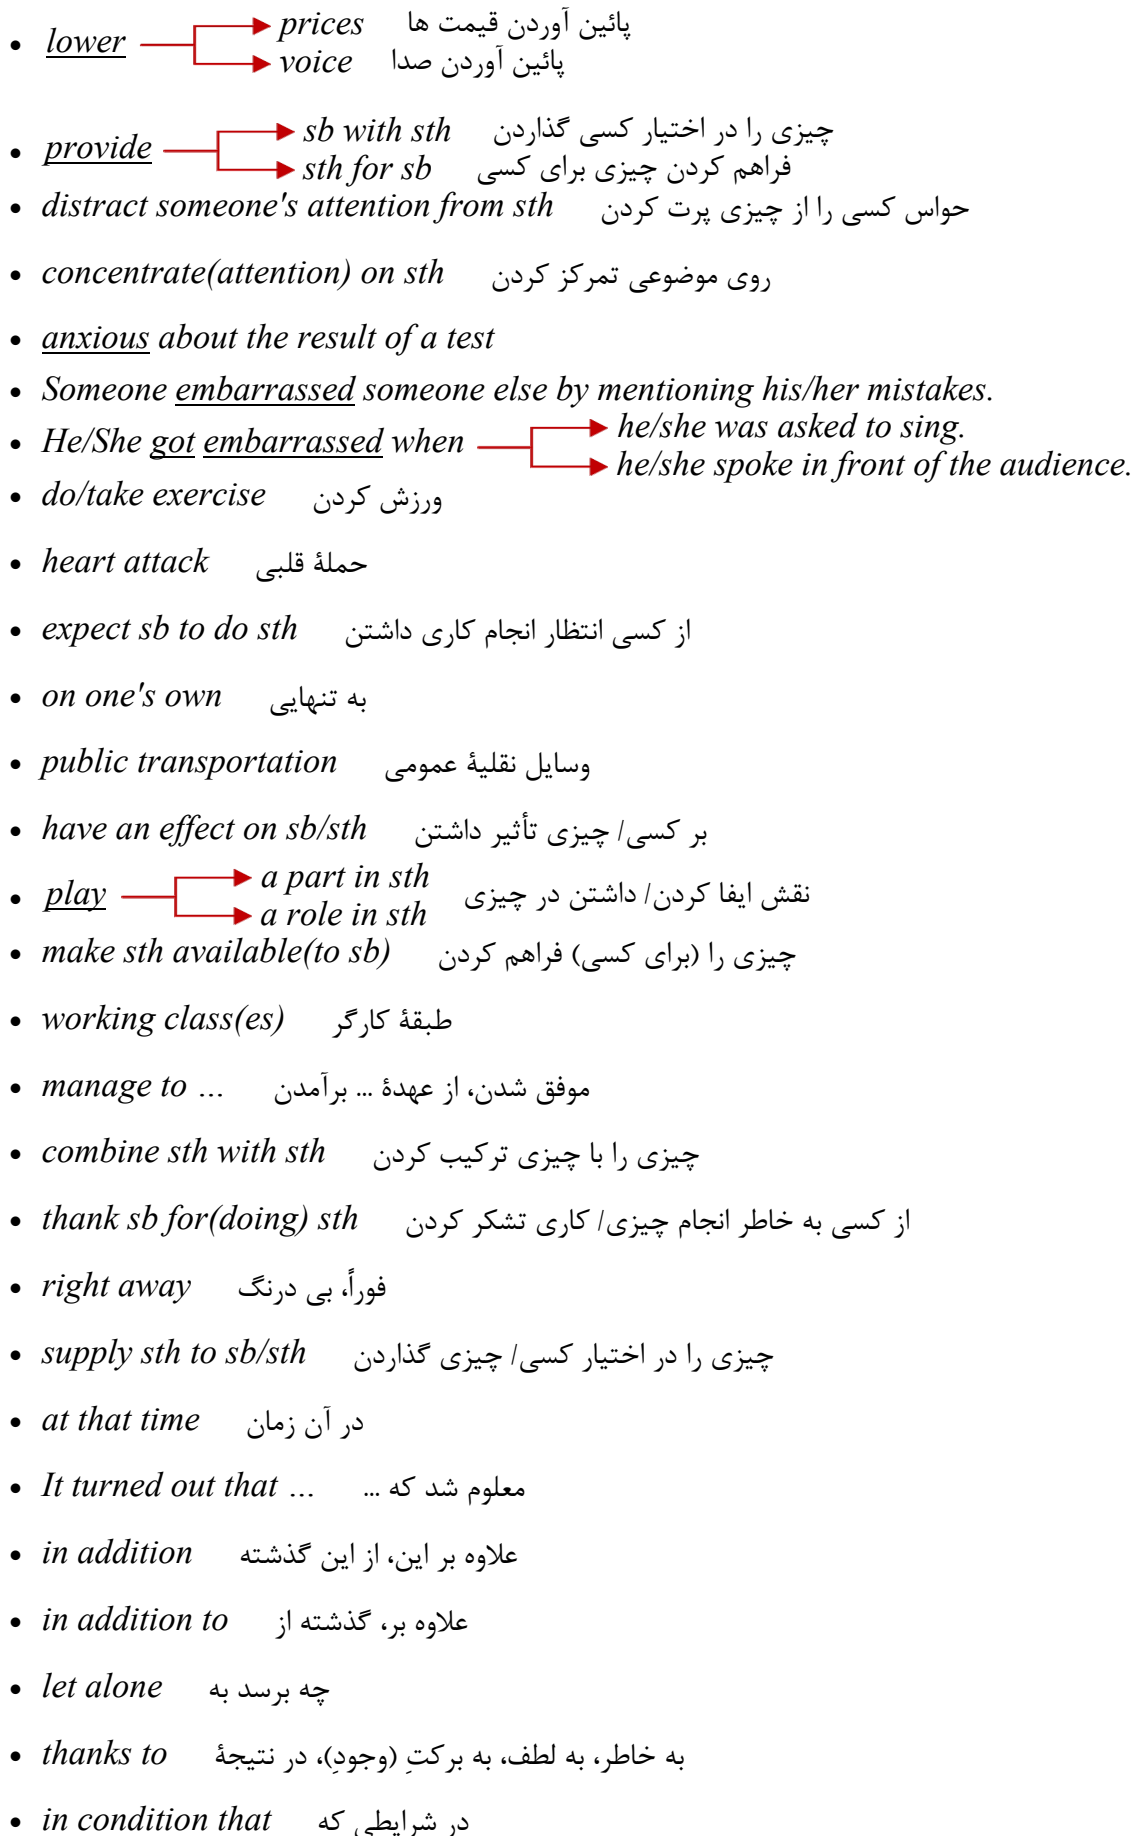 • lower → prices پائین آوردن قیمت ها
→ voice پائین آوردن صدا
• provide → sb with sth چیزی را در اختیار کسی گذاردن
→ sth for sb فراهم کردن چیزی برای کسی
• distract someone's attention from sth حواس کسی را از چیزی پرت کردن
• concentrate(attention) on sth روی موضوعی تمرکز کردن
• anxious about the result of a test
• Someone embarrassed someone else by mentioning his/her mistakes.
• He/She got embarrassed when → he/she was asked to sing.
→ he/she spoke in front of the audience.
• do/take exercise ورزش کردن
• heart attack حملهٔ قلبی
• expect sb to do sth از کسی انتظار انجام کاری داشتن
• on one's own به تنهایی
• public transportation وسایل نقلیهٔ عمومی
• have an effect on sb/sth بر کسی/ چیزی تأثیر داشتن
• play → a part in sth نقش ایفا کردن/ داشتن در چیزی
→ a role in sth
• make sth available(to sb) چیزی را (برای کسی) فراهم کردن
• working class(es) طبقهٔ کارگر
• manage to … موفق شدن، از عهدهٔ … برآمدن
• combine sth with sth چیزی را با چیزی ترکیب کردن
• thank sb for(doing) sth از کسی به خاطر انجام چیزی/ کاری تشکر کردن
• right away فوراً، بی درنگ
• supply sth to sb/sth چیزی را در اختیار کسی/ چیزی گذاردن
• at that time در آن زمان
• It turned out that … معلوم شد که …
• in addition علاوه بر این، از این گذشته
• in addition to علاوه بر، گذشته از
• let alone چه برسد به
• thanks to به خاطر، به لطف، به برکتِ (وجودِ)، در نتیجهٔ
• in condition that در شرایطی که